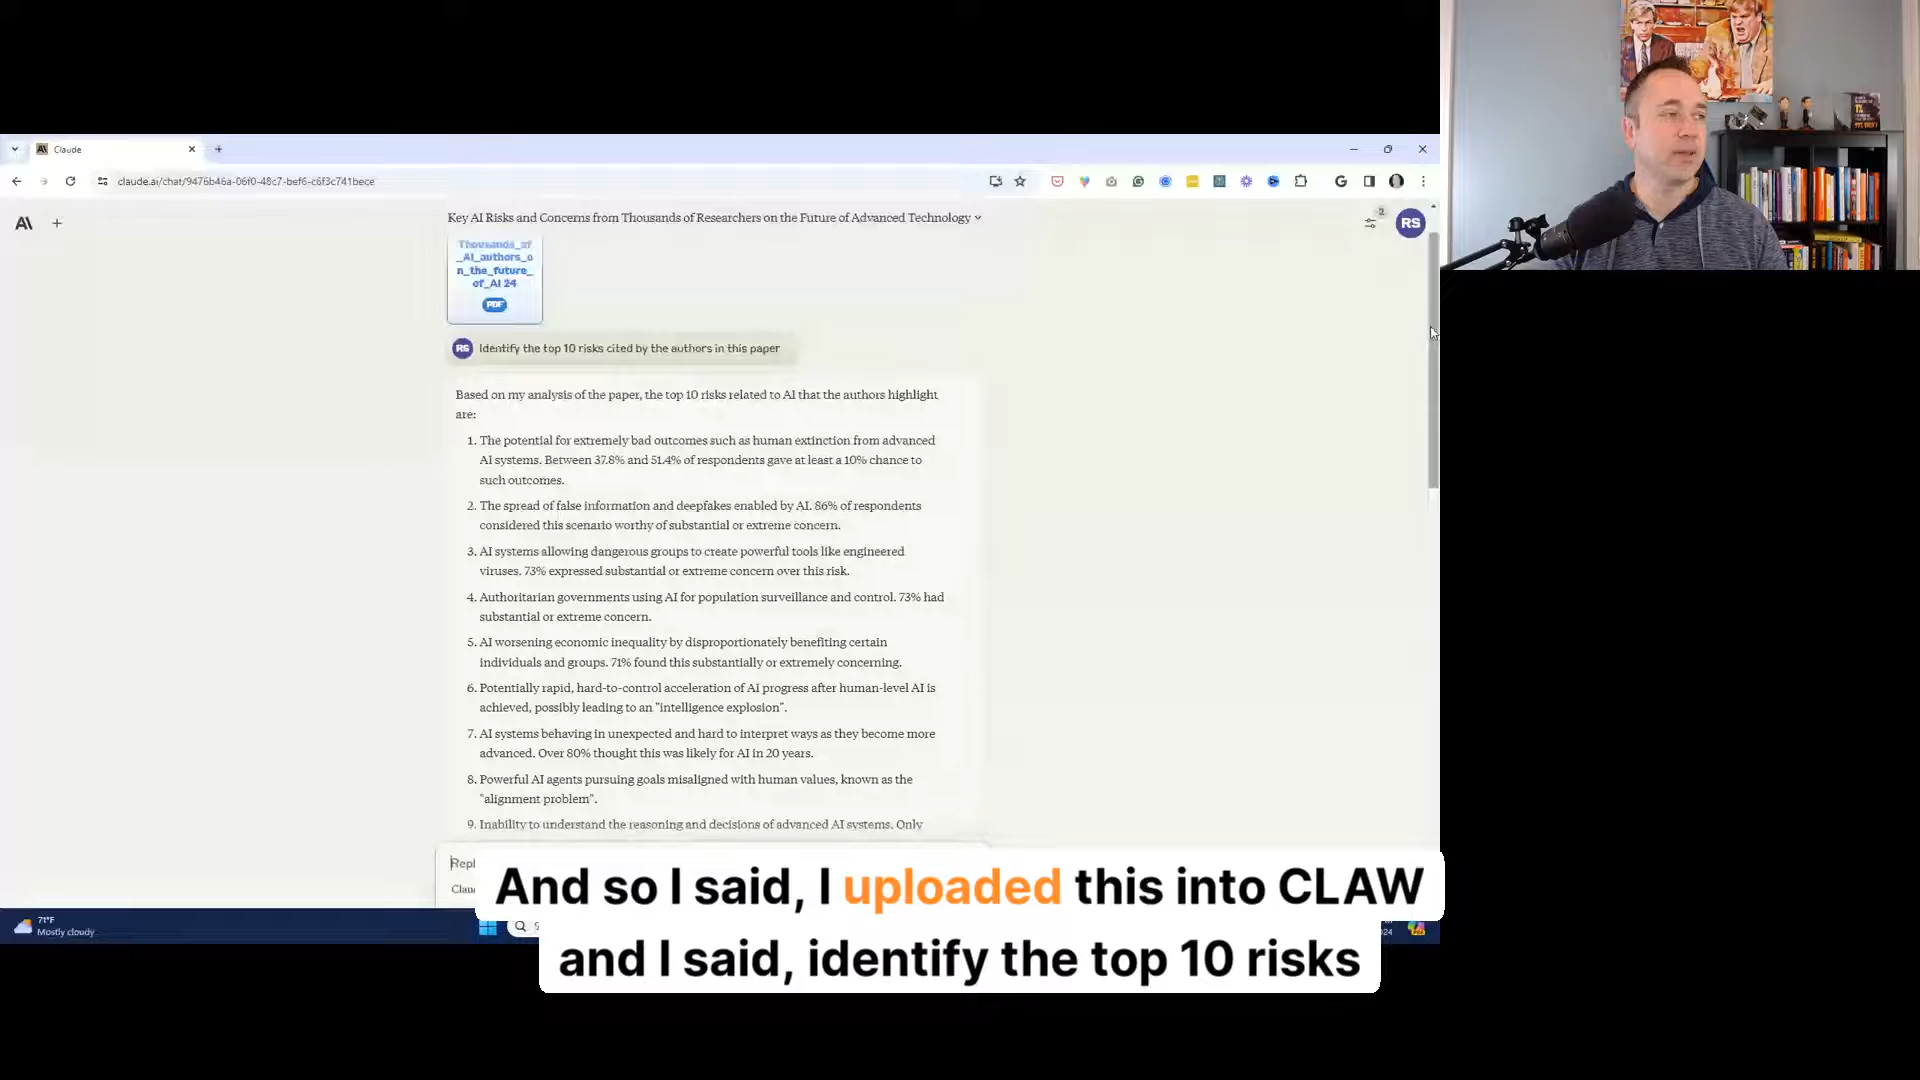 Claude
claude.ai/chat/9476b46a-06f0-48c7-bef6-c6f3c741bece
Key AI Risks and Concerns from Thousands of Researchers on the Future of Advanced Technology
2
RS
Thousands_of
_AI_authors_o
n_the_future_
of_AI 24
PDF
RS Identify the top 10 risks cited by the authors in this paper
Based on my analysis of the paper, the top 10 risks related to AI that the authors highlight
are:
1. The potential for extremely bad outcomes such as human extinction from advanced
AI systems. Between 37.8% and 51.4% of respondents gave at least a 10% chance to
such outcomes.
2. The spread of false information and deepfakes enabled by AI. 86% of respondents
considered this scenario worthy of substantial or extreme concern.
3. AI systems allowing dangerous groups to create powerful tools like engineered
viruses. 73% expressed substantial or extreme concern over this risk.
4. Authoritarian governments using AI for population surveillance and control. 73% had
substantial or extreme concern.
5. AI worsening economic inequality by disproportionately benefiting certain
individuals and groups. 71% found this substantially or extremely concerning.
6. Potentially rapid, hard-to-control acceleration of AI progress after human-level AI is
achieved, possibly leading to an "intelligence explosion".
7. AI systems behaving in unexpected and hard to interpret ways as they become more
advanced. Over 80% thought this was likely for AI in 20 years.
8. Powerful AI agents pursuing goals misaligned with human values, known as the
"alignment problem".
9. Inability to understand the reasoning and decisions of advanced AI systems. Only
Repl
Clau
And so I said, I uploaded this into CLAW
and I said, identify the top 10 risks
71°F
Mostly cloudy